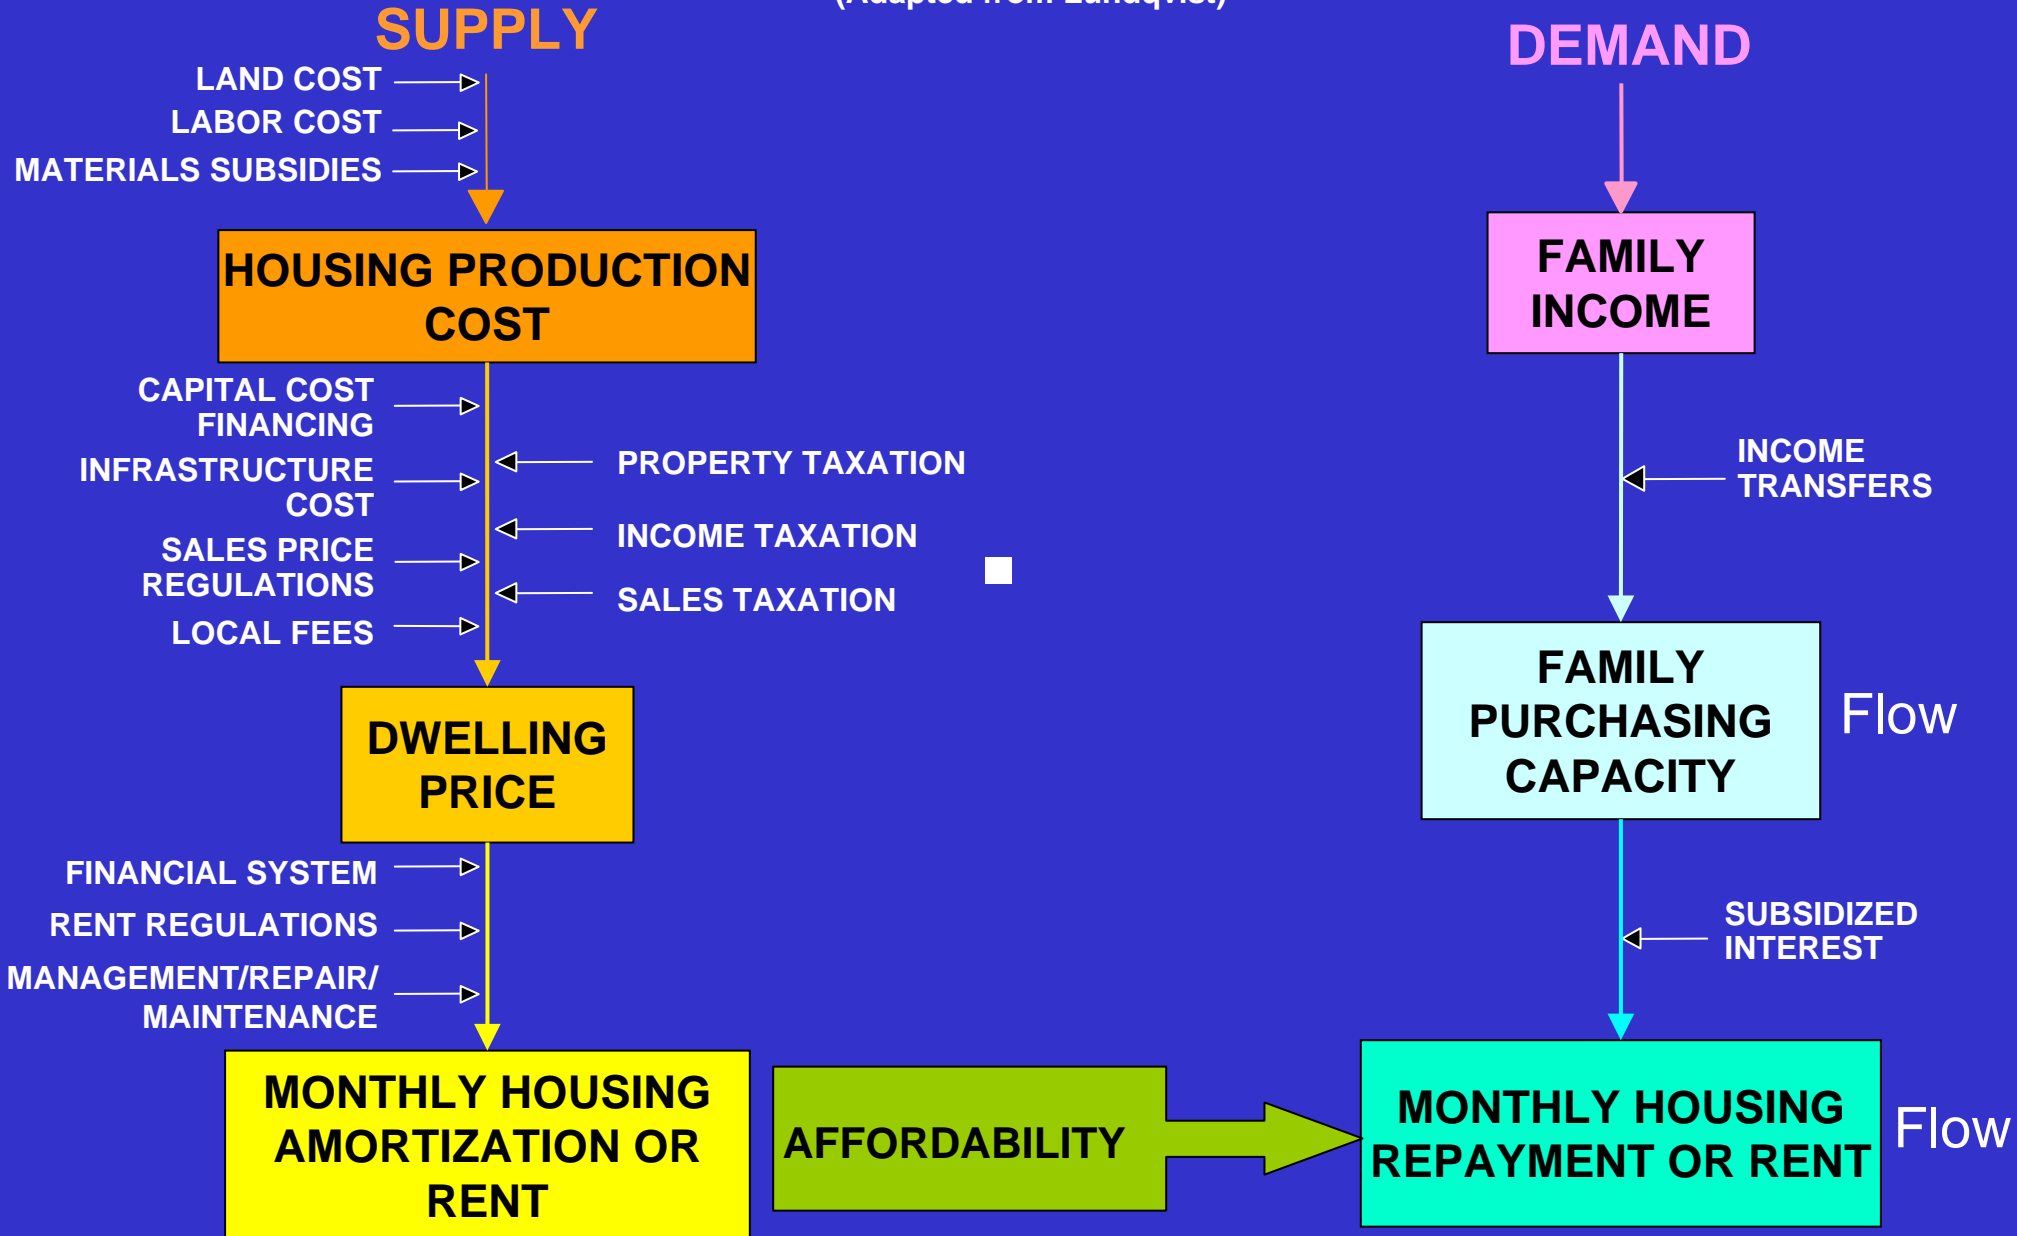 (Adapted from Lundqvist)
SUPPLY
LAND COST
LABOR COST
MATERIALS SUBSIDIES
HOUSING PRODUCTION
COST
CAPITAL COST
FINANCING
INFRASTRUCTURE
COST
SALES PRICE
REGULATIONS
LOCAL FEES
PROPERTY TAXATION
INCOME TAXATION
SALES TAXATION
DWELLING
PRICE
FINANCIAL SYSTEM
RENT REGULATIONS
MANAGEMENT/REPAIR/
MAINTENANCE
MONTHLY HOUSING
AMORTIZATION OR
RENT
AFFORDABILITY
DEMAND
FAMILY
INCOME
INCOME
TRANSFERS
FAMILY
PURCHASING
CAPACITY
Flow
SUBSIDIZED
INTEREST
MONTHLY HOUSING
REPAYMENT OR RENT
Flow